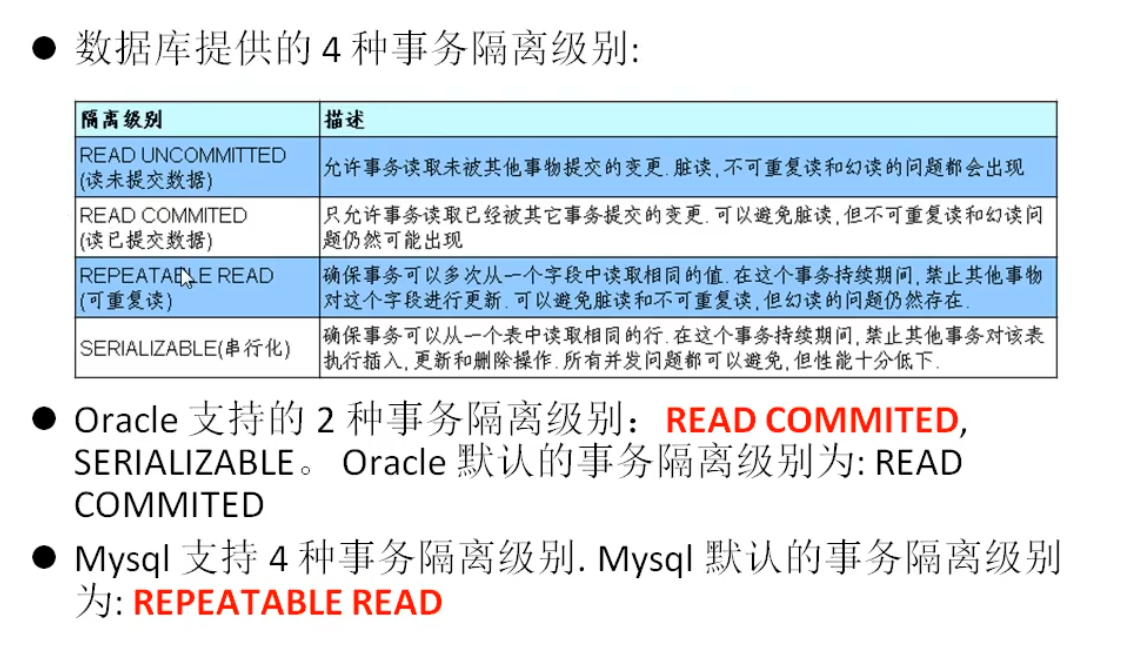 ● 数据库提供的 4 种事务隔离级别:
隔离级别 描述
READ UNCOMMITTED
(读未提交数据)
允许事务读取未被其他事物提交的变更.脏读,不可重复读和幻读的问题都会出现
READ COMMITED
(读已提交数据)
只允许事务读取已经被其它事务提交的变更.可以避免脏读,但不可重复读和幻读问
题仍然可能出现
REPEATABLE READ
(可重复读)
确保事务可以多次从一个字段中读取相同的值.在这个事务持续期间,禁止其他事物
对这个字段进行更新.可以避免脏读和不可重复读,但幻读的问题仍然存在.
SERIALIZABLE(串行化)
确保事务可以从一个表中读取相同的行.在这个事务持续期间,禁止其他事务对该表
执行插入,更新和删除操作.所有并发问题都可以避免,但性能十分低下.
● Oracle 支持的 2 种事务隔离级别：READ COMMITED,
SERIALIZABLE。 Oracle 默认的事务隔离级别为: READ
COMMITED
● Mysql 支持 4 种事务隔离级别. Mysql 默认的事务隔离级别
为: REPEATABLE READ